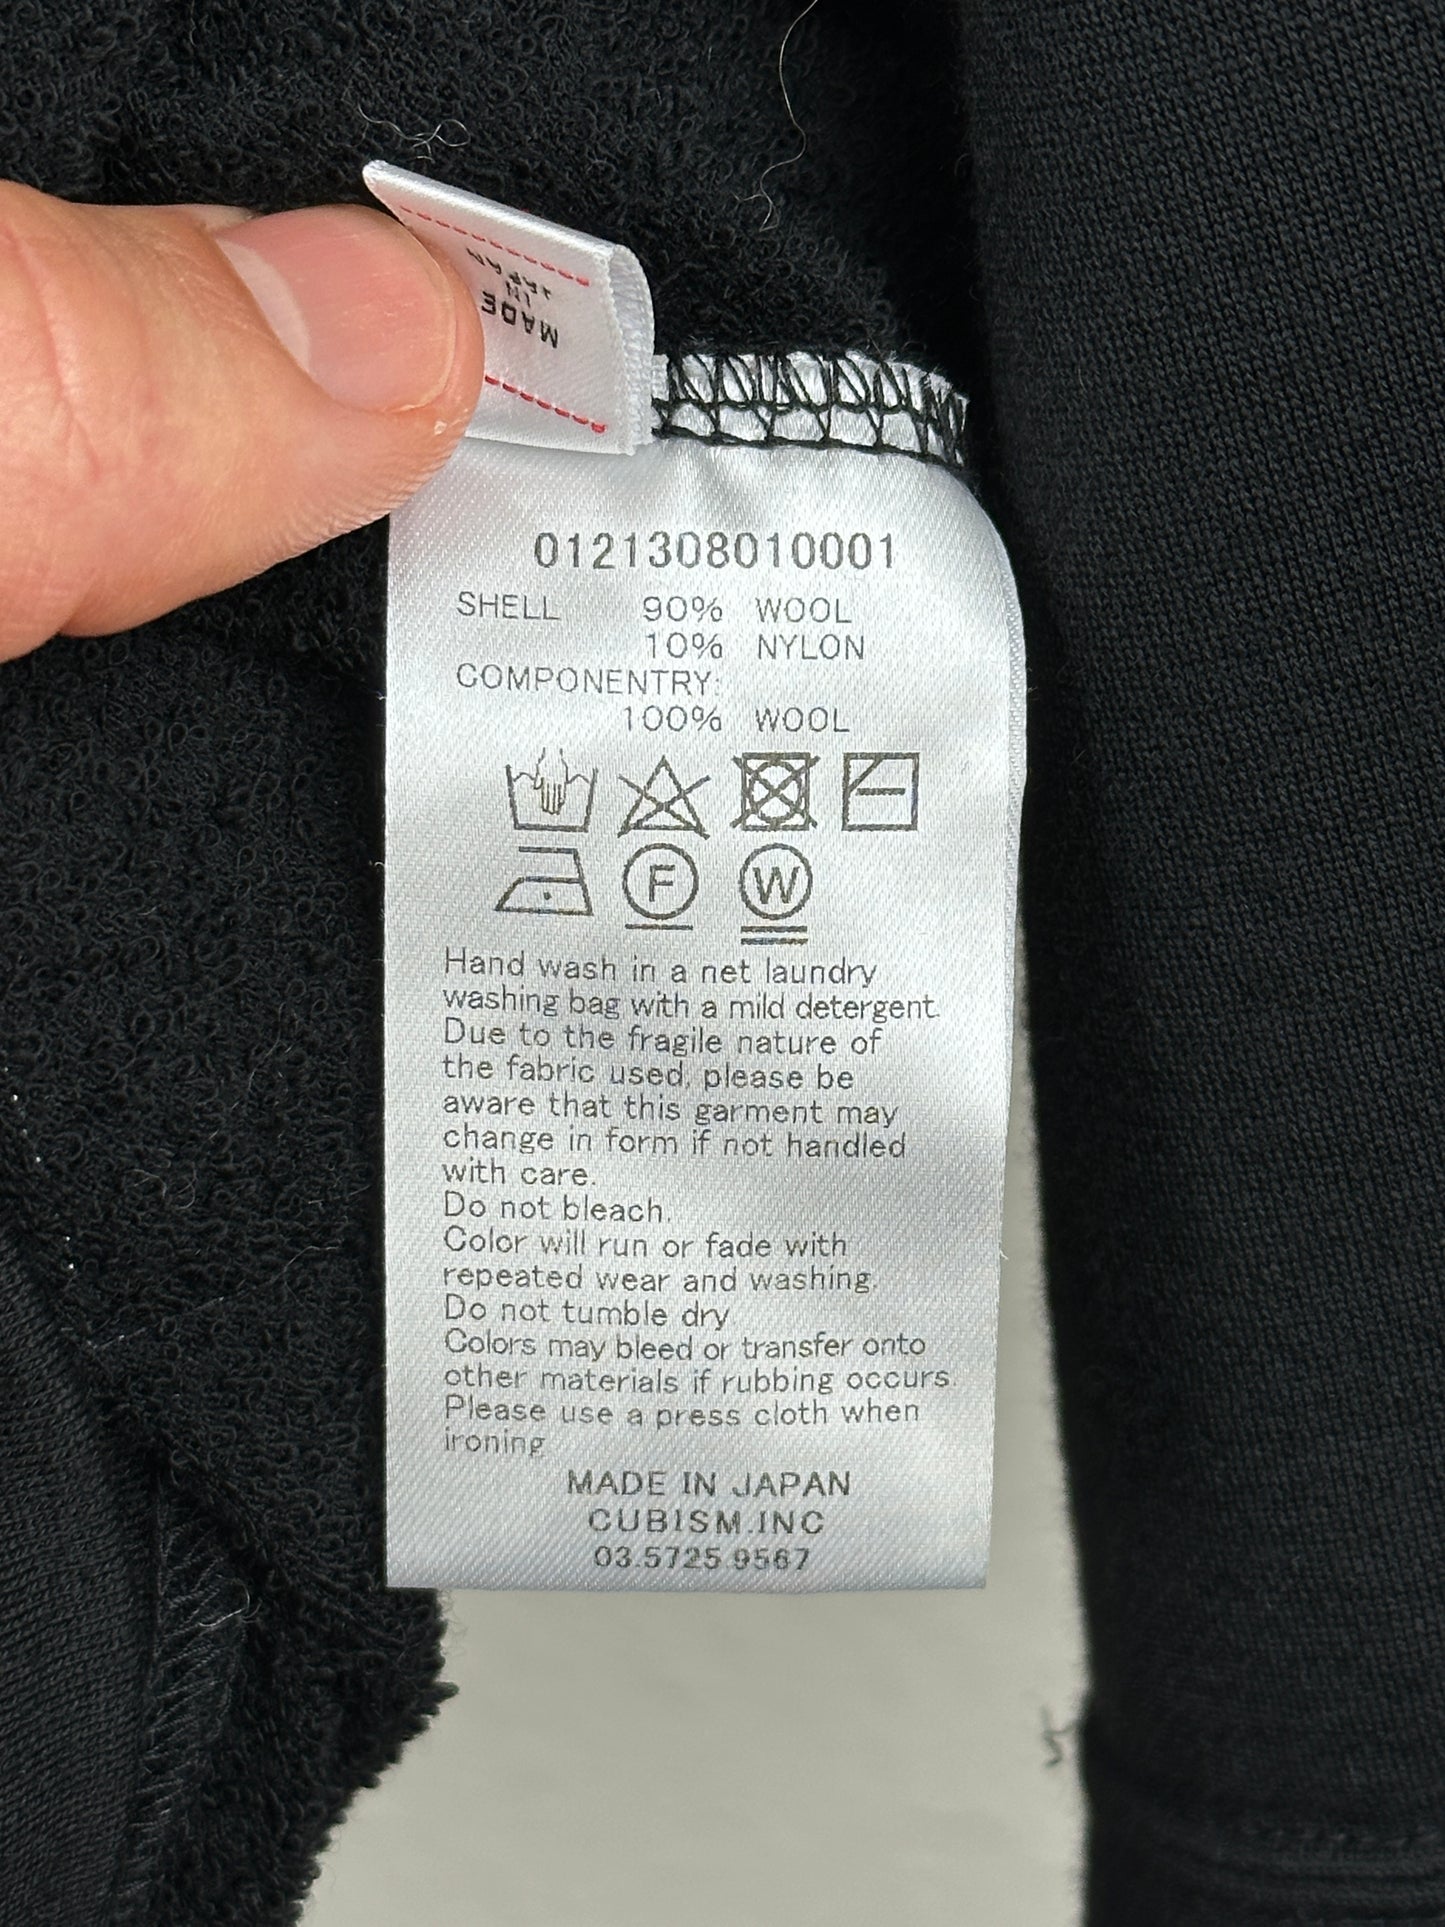 MADE
IN
JAPAN
0121308010001
SHELL 90% WOOL
10% NYLON
COMPONENTRY:
100% WOOL
F W
Hand wash in a net laundry
washing bag with a mild detergent.
Due to the fragile nature of
the fabric used, please be
aware that this garment may
change in form if not handled
with care.
Do not bleach.
Color will run or fade with
repeated wear and washing.
Do not tumble dry.
Colors may bleed or transfer onto
other materials if rubbing occurs.
Please use a press cloth when
ironing
MADE IN JAPAN
CUBISM.INC
03.5725.9567